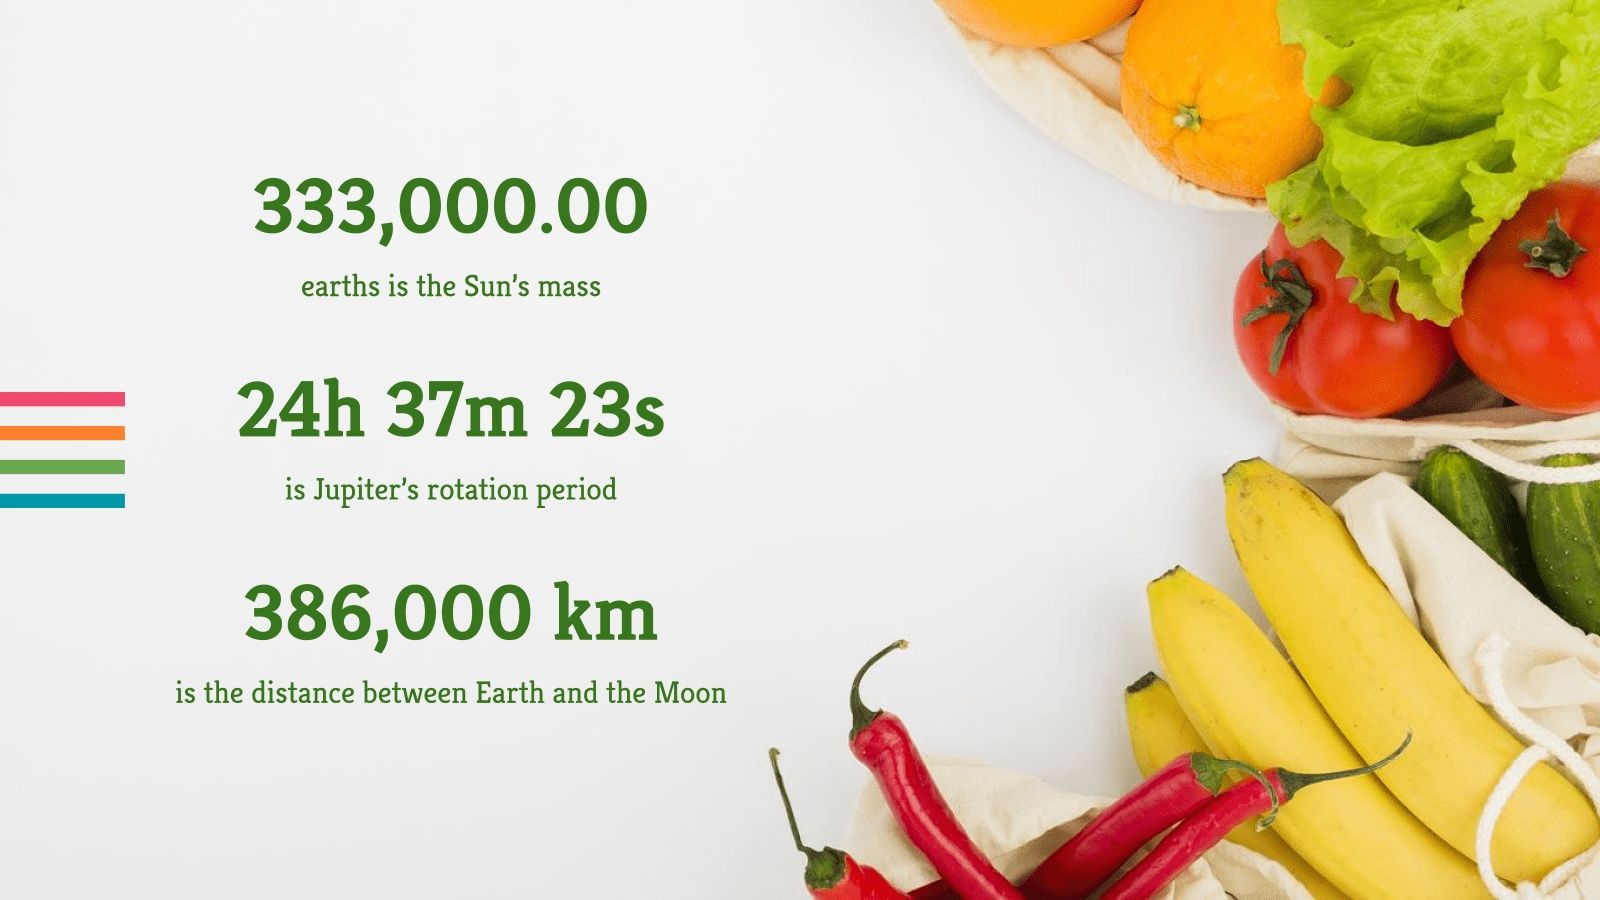 333,000.00
earths is the Sun’s mass
24h 37m 23s
is Jupiter’s rotation period
386,000 km
is the distance between Earth and the Moon